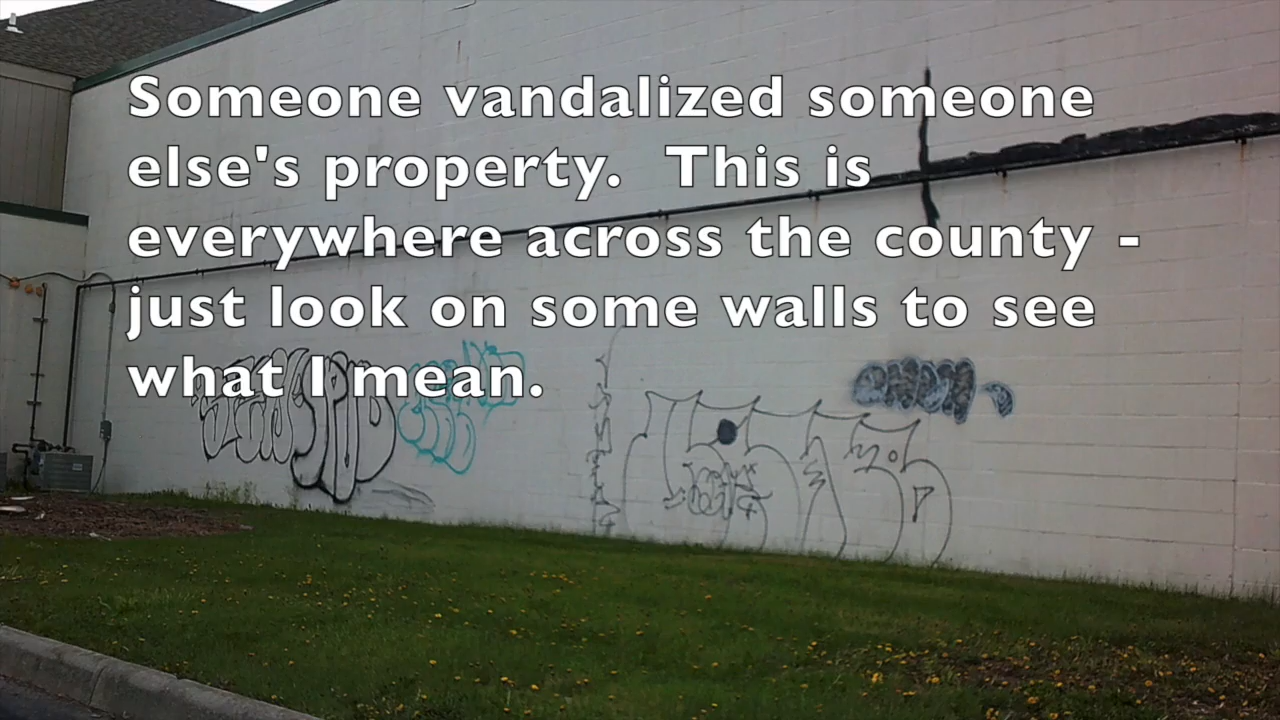 Someone vandalized someone
else's property.  This is
everywhere across the county -
just look on some walls to see
what I mean.